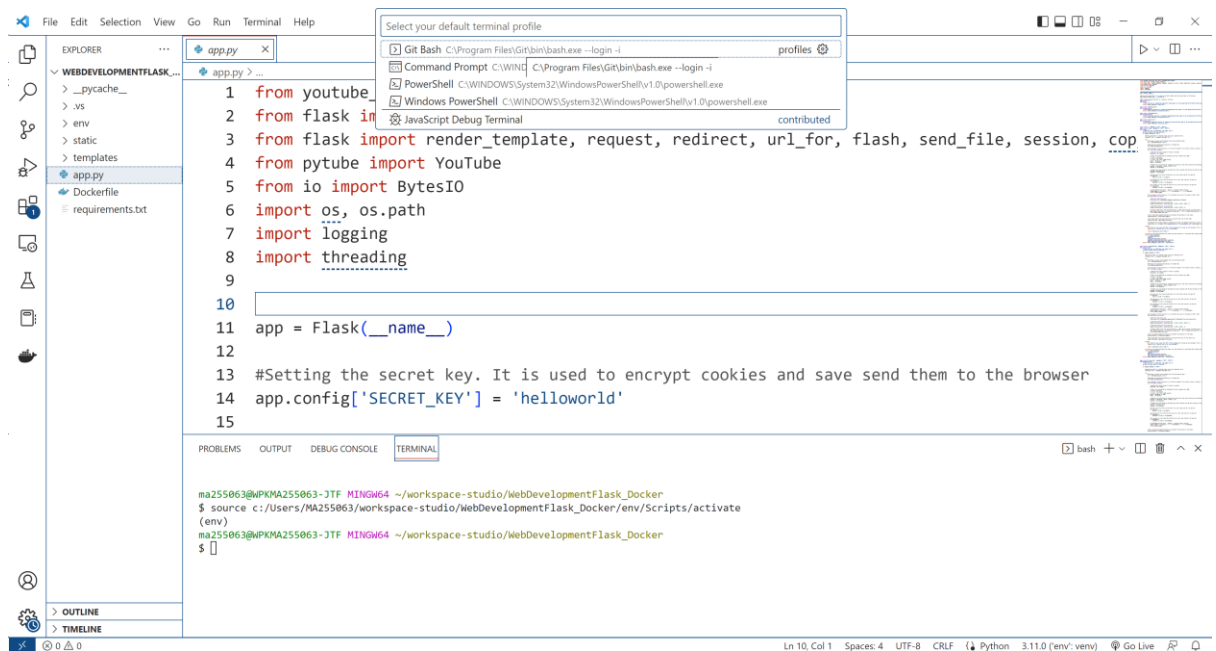 File Edit Selection View Go Run Terminal Help
Select your default terminal profile
Git Bash C:\Program Files\Git\bin\bash.exe --login -i profiles
Command Prompt C:\WIND
C:\Program Files\Git\bin\bash.exe --login -i
PowerShell C:\WINDOWS\System32\WindowsPowerShell\v1.0\powershell.exe
Windows PowerShell C:\WINDOWS\System32\WindowsPowerShell\v1.0\powershell.exe
JavaScript Debug Terminal contributed
EXPLORER ...
WEBDEVELOPMENTFLASK_...
__pycache__
.vs
env
static
templates
app.py
Dockerfile
requirements.txt
OUTLINE
TIMELINE
app.py
app.py > ...
1 from youtube_
2 from flask im
3 from flask import render_template, request, redirect, url_for, flash, send_file, session, cop
4 from pytube import YouTube
5 from io import BytesIO
6 import os, os.path
7 import logging
8 import threading
9
10
11 app = Flask(__name__)
12
13 #Setting the secret key. It is used to encrypt cookies and save send them to the browser
14 app.config['SECRET_KEY'] = 'helloworld'
15
PROBLEMS OUTPUT DEBUG CONSOLE TERMINAL
bash
ma255063@WPKMA255063-JTF MINGW64 ~/workspace-studio/WebDevelopmentFlask_Docker
$ source c:/Users/MA255063/workspace-studio/WebDevelopmentFlask_Docker/env/Scripts/activate
(env)
ma255063@WPKMA255063-JTF MINGW64 ~/workspace-studio/WebDevelopmentFlask_Docker
$
0 0 Ln 10, Col 1 Spaces: 4 UTF-8 CRLF Python 3.11.0 ('env': venv) Go Live